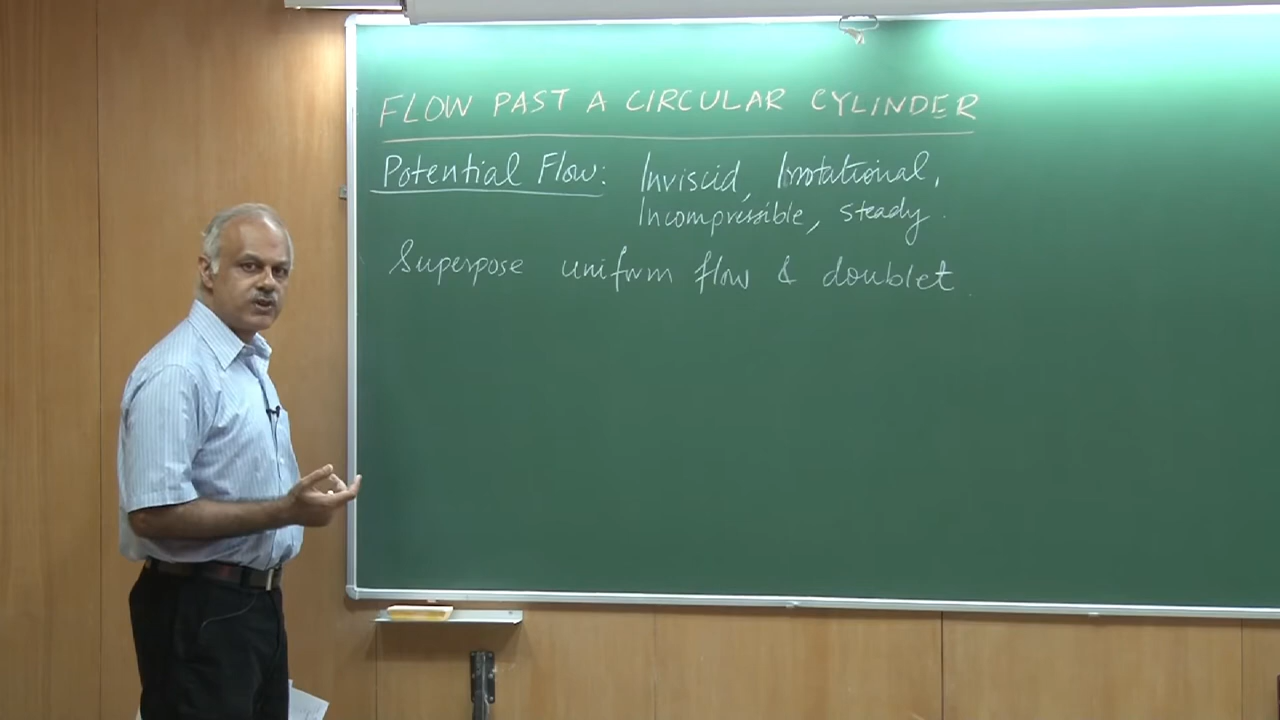 FLOW PAST A CIRCULAR CYLINDER
Potential Flow: Inviscid, Irrotational,
Incompressible, steady.
Superpose uniform flow & doublet.